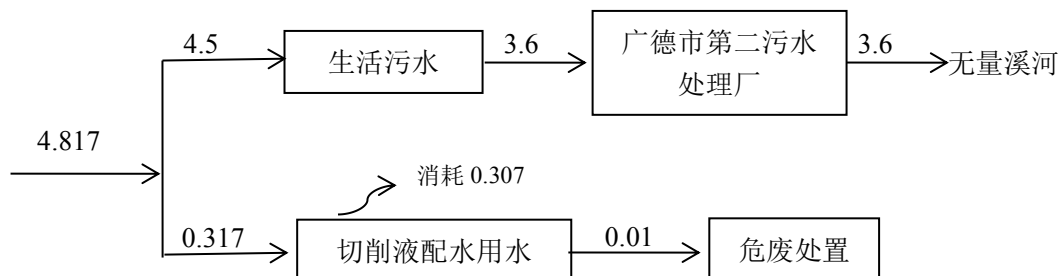 4.5
生活污水
3.6
广德市第二污水
处理厂
3.6
无量溪河
4.817
消耗 0.307
0.317
切削液配水用水
0.01
危废处置